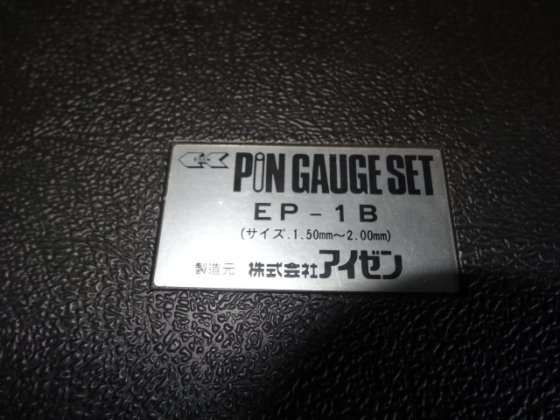 EISEN
PIN GAUGE SET
EP-1B
(サイズ.1.50mm～2.00mm)
製造元 株式会社アイゼン